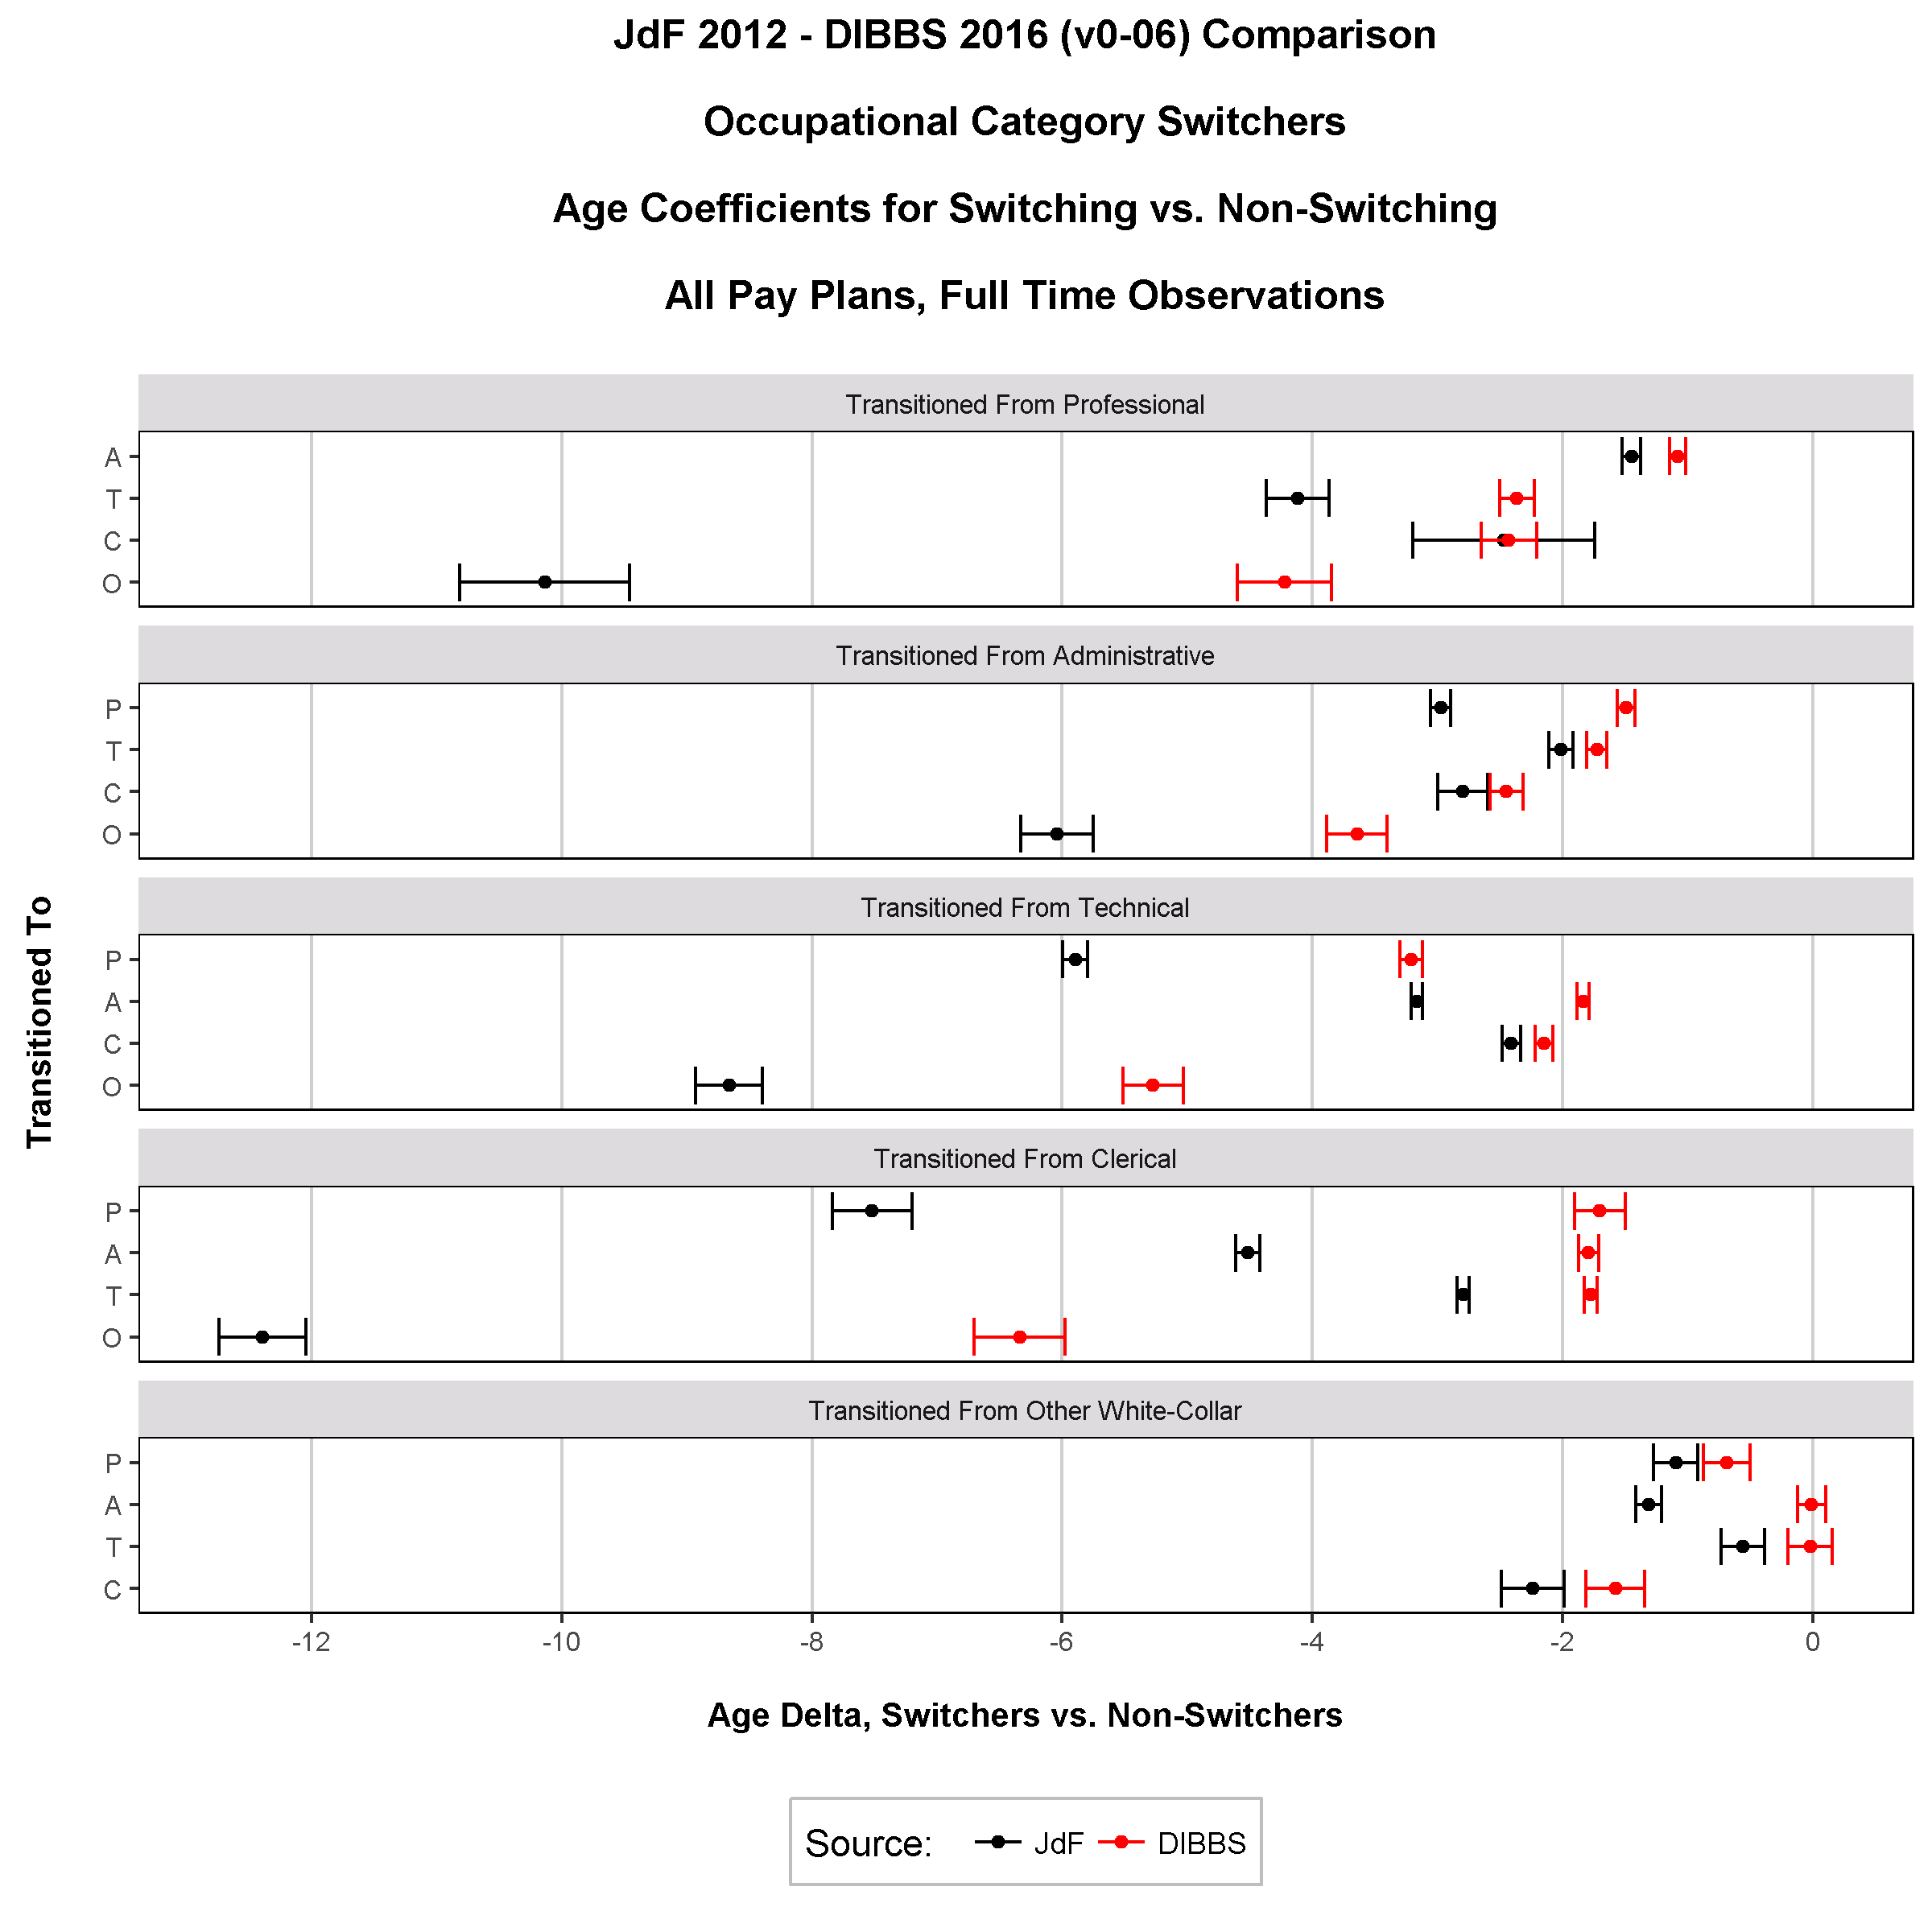 JdF 2012 - DIBBS 2016 (v0-06) Comparison
Occupational Category Switchers
Age Coefficients for Switching vs. Non-Switching
All Pay Plans, Full Time Observations
Transitioned From Professional
A
T
C
O
Transitioned From Administrative
P
T
C
O
Transitioned From Technical
P
A
C
O
Transitioned From Clerical
P
A
T
O
Transitioned From Other White-Collar
P
A
T
C
Transitioned To
-12 -10 -8 -6 -4 -2 0
Age Delta, Switchers vs. Non-Switchers
Source: JdF DIBBS